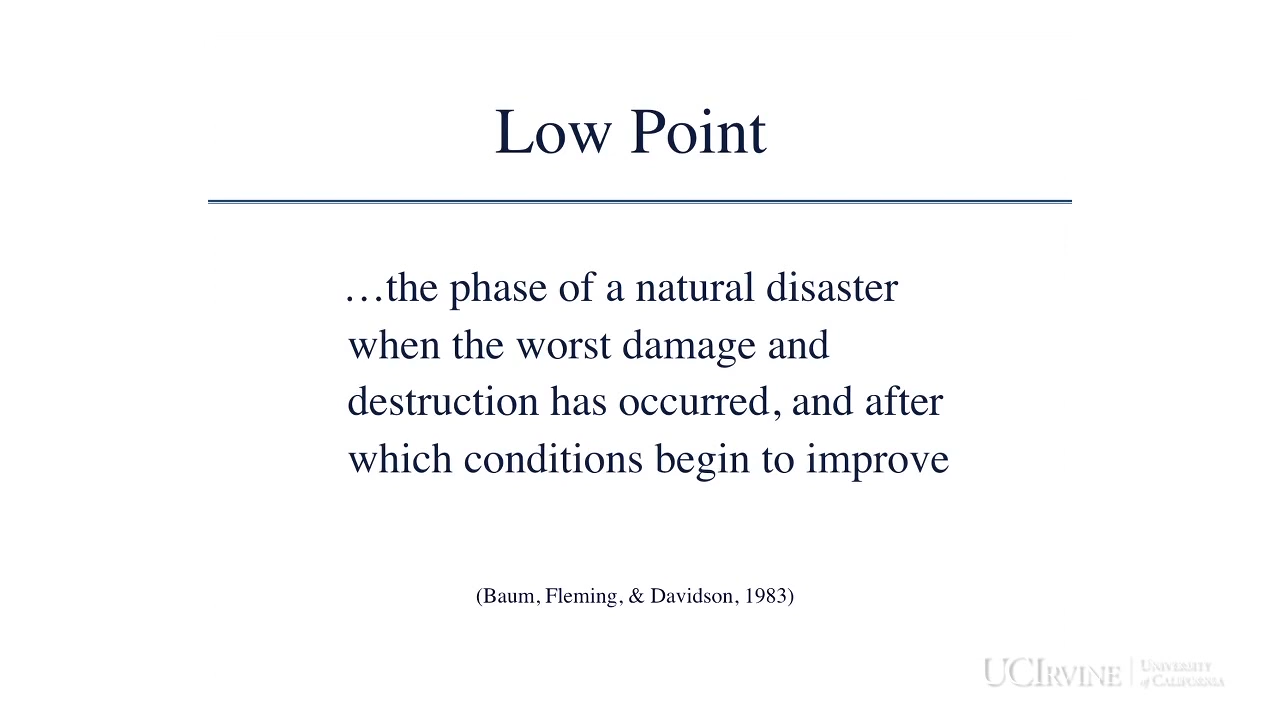 Low Point
…the phase of a natural disaster
when the worst damage and
destruction has occurred, and after
which conditions begin to improve
(Baum, Fleming, & Davidson, 1983)
UCIRVINE | UNIVERSITY
of CALIFORNIA